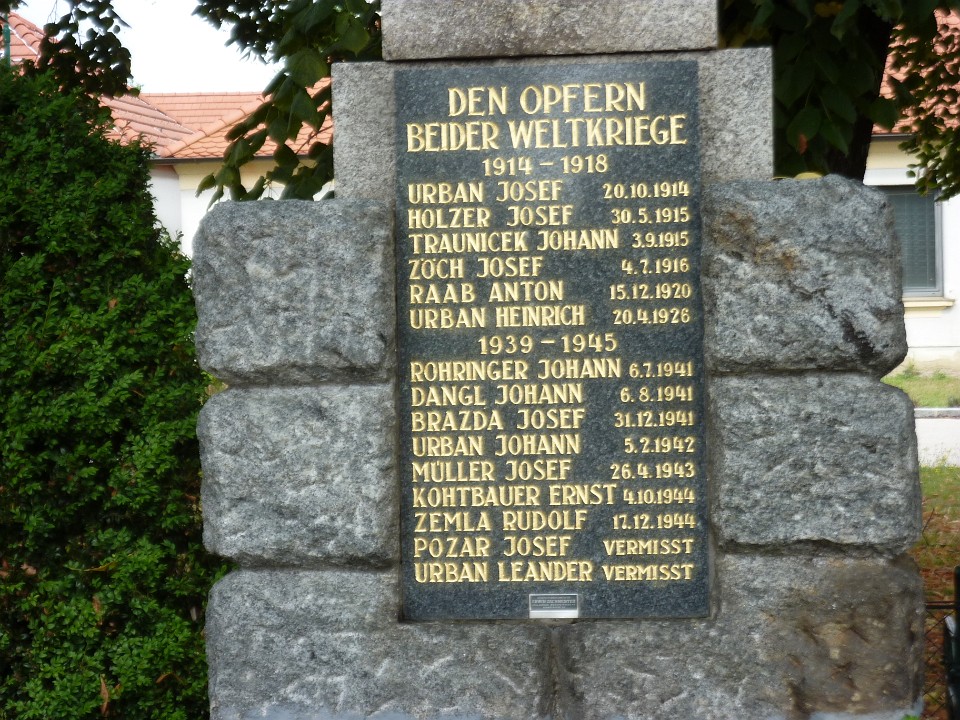 DEN OPFERN
BEIDER WELTKRIEGE
1914 - 1918
URBAN JOSEF 20.10.1914
HOLZER JOSEF 30.5.1915
TRAUNICEK JOHANN 3.9.1915
ZÖCH JOSEF 4.7.1916
RAAB ANTON 15.12.1920
URBAN HEINRICH 20.4.1926
1939 - 1945
ROHRINGER JOHANN 6.7.1941
DANGL JOHANN 6.8.1941
BRAZDA JOSEF 31.12.1941
URBAN JOHANN 5.2.1942
MÜLLER JOSEF 26.4.1943
KOHTBAUER ERNST 4.10.1944
ZEMLA RUDOLF 17.12.1944
POZAR JOSEF VERMISST
URBAN LEANDER VERMISST